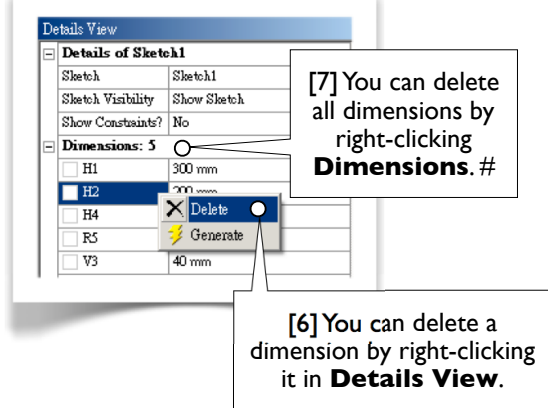 Details View
Details of Sketch1
Sketch Sketch1
Sketch Visibility Show Sketch
Show Constraints? No
Dimensions: 5
H1 300 mm
H2 200 mm
H4
R5
V3 40 mm
Delete
Generate
[7] You can delete
all dimensions by
right-clicking
Dimensions. #
[6] You can delete a
dimension by right-clicking
it in Details View.